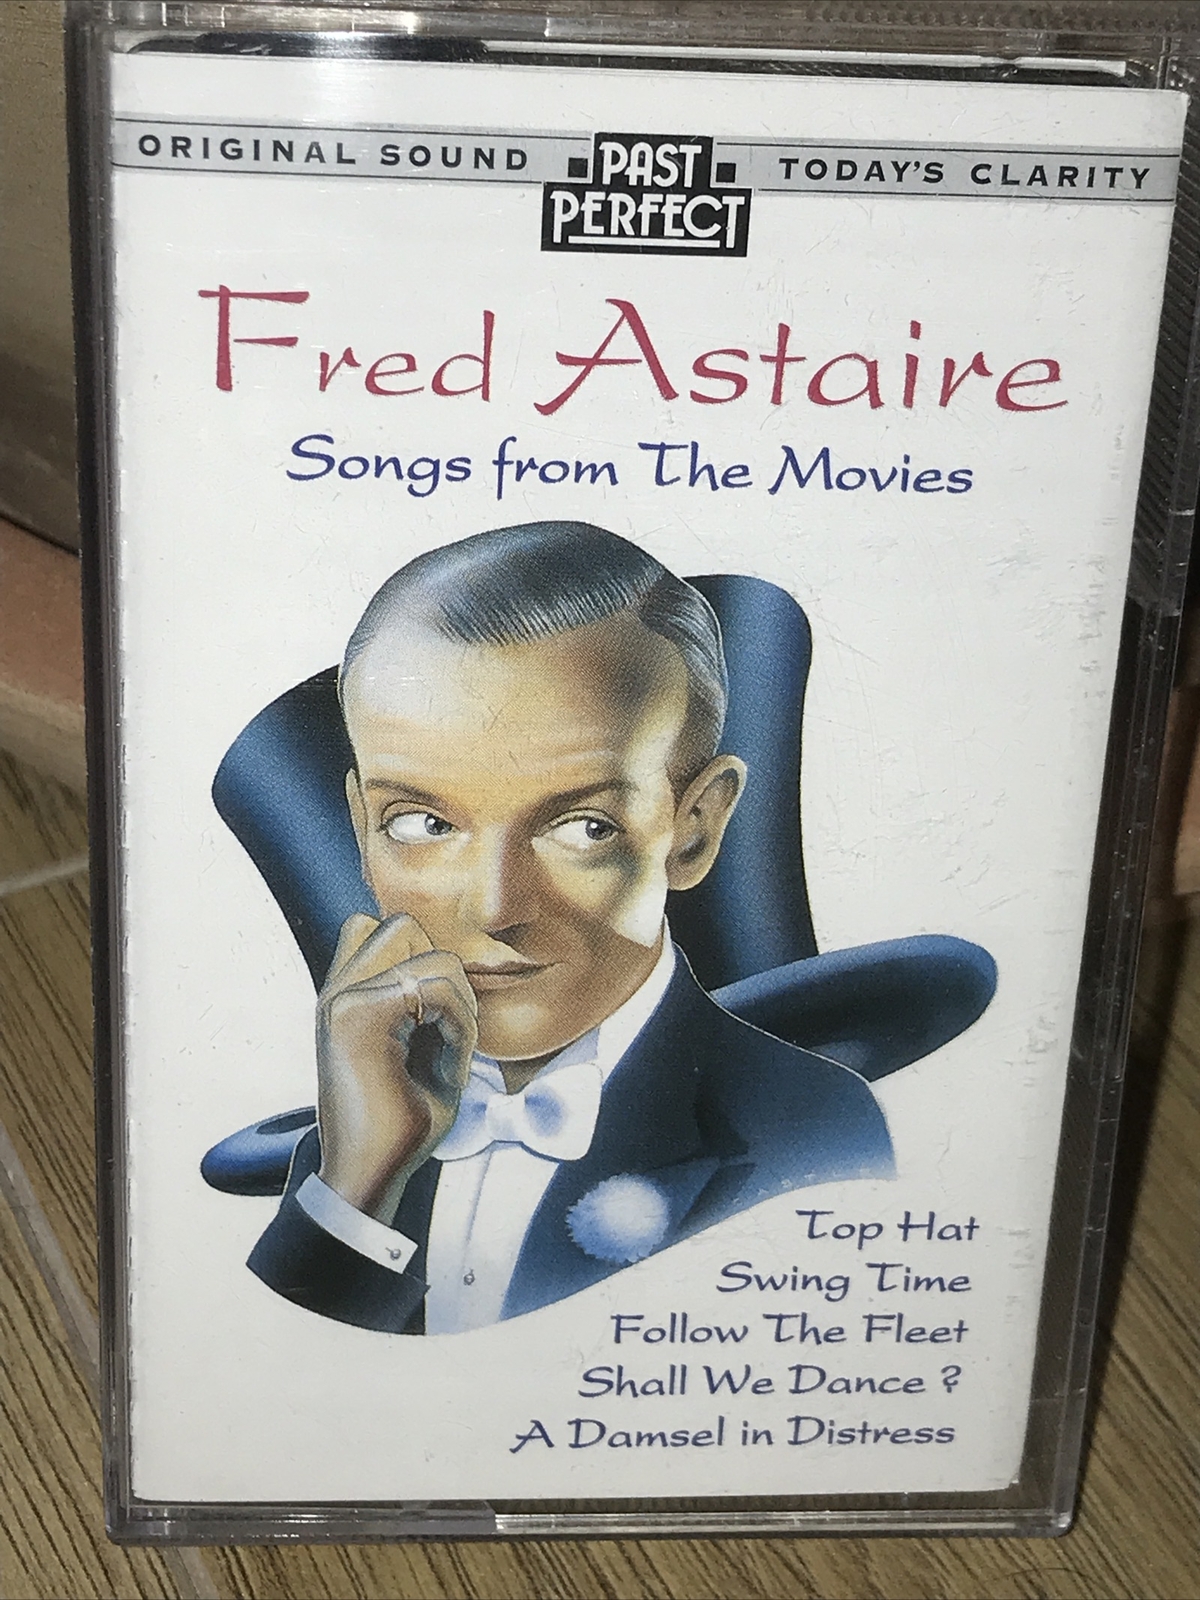 ORIGINAL SOUND
PAST PERFECT
TODAY'S CLARITY
Fred Astaire
Songs from The Movies
Top Hat
Swing Time
Follow The Fleet
Shall We Dance ?
A Damsel in Distress